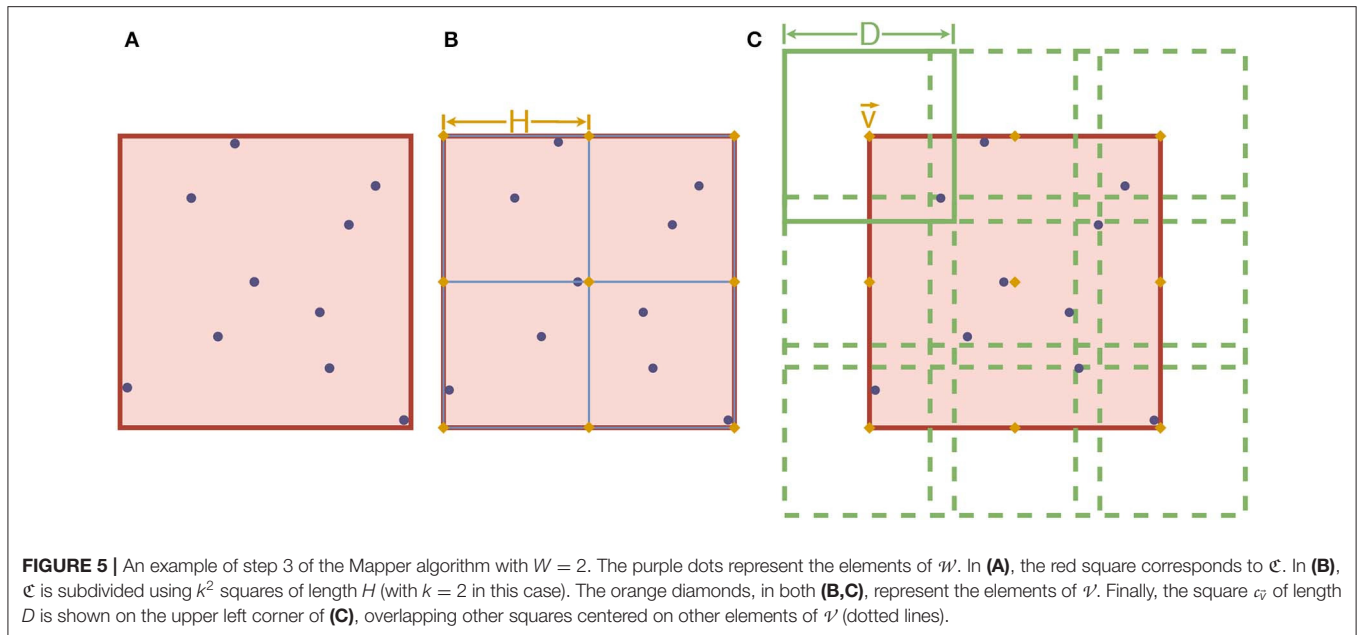 A
B
C
H
D
v
FIGURE 5 | An example of step 3 of the Mapper algorithm with W = 2. The purple dots represent the elements of 𝒲. In (A), the red square corresponds to ℭ. In (B),
ℭ is subdivided using k² squares of length H (with k = 2 in this case). The orange diamonds, in both (B,C), represent the elements of 𝒱. Finally, the square 𝒸_v⃗ of length
D is shown on the upper left corner of (C), overlapping other squares centered on other elements of 𝒱 (dotted lines).